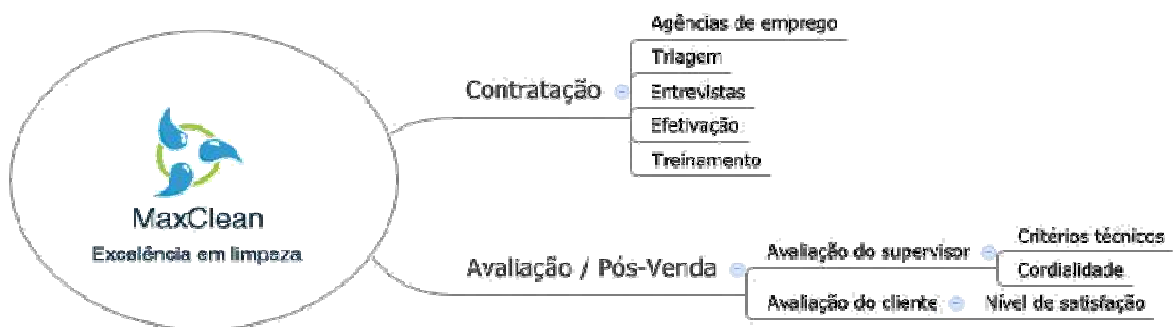 MaxClean
Excelência em limpeza
Contratação
Agências de emprego
Triagem
Entrevistas
Efetivação
Treinamento
Avaliação / Pós-Venda
Avaliação do supervisor
Critérios técnicos
Cordialidade
Avaliação do cliente
Nível de satisfação